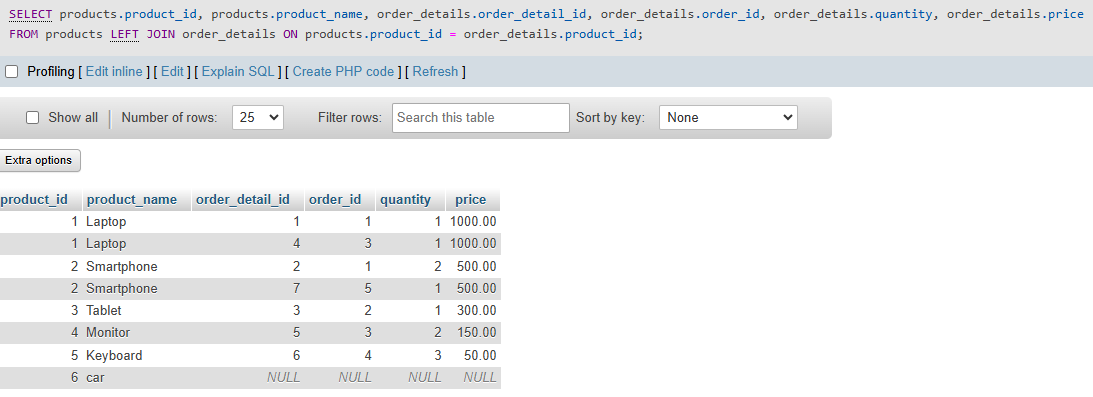 SELECT products.product_id, products.product_name, order_details.order_detail_id, order_details.order_id, order_details.quantity, order_details.price
FROM products LEFT JOIN order_details ON products.product_id = order_details.product_id;
Profiling [ Edit inline ] [ Edit ] [ Explain SQL ] [ Create PHP code ] [ Refresh ]
Show all Number of rows: 25 Filter rows: Search this table Sort by key: None
Extra options
product_id product_name order_detail_id order_id quantity price
1 Laptop 1 1 1 1000.00
1 Laptop 4 3 1 1000.00
2 Smartphone 2 1 2 500.00
2 Smartphone 7 5 1 500.00
3 Tablet 3 2 1 300.00
4 Monitor 5 3 2 150.00
5 Keyboard 6 4 3 50.00
6 car NULL NULL NULL NULL